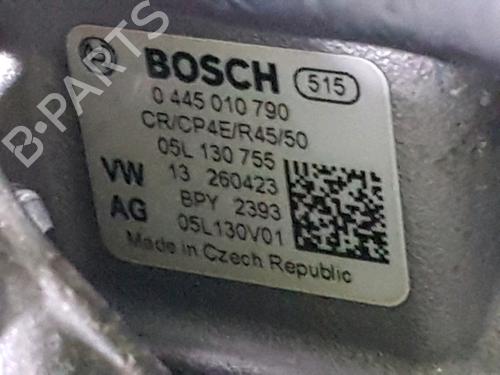 BOSCH 515
0 445 010 790
CR/CP4E/R45/50
05L 130 755
VW 13 260423
AG BPY 2393
05L130V01
Made in Czech Republic
B-PARTS